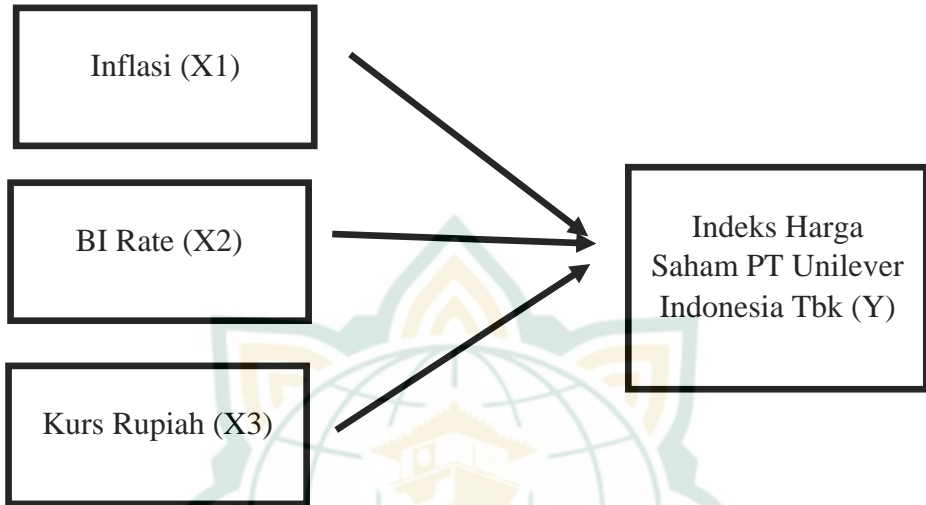 Inflasi (X1)
BI Rate (X2)
Kurs Rupiah (X3)
Indeks Harga
Saham PT Unilever
Indonesia Tbk (Y)